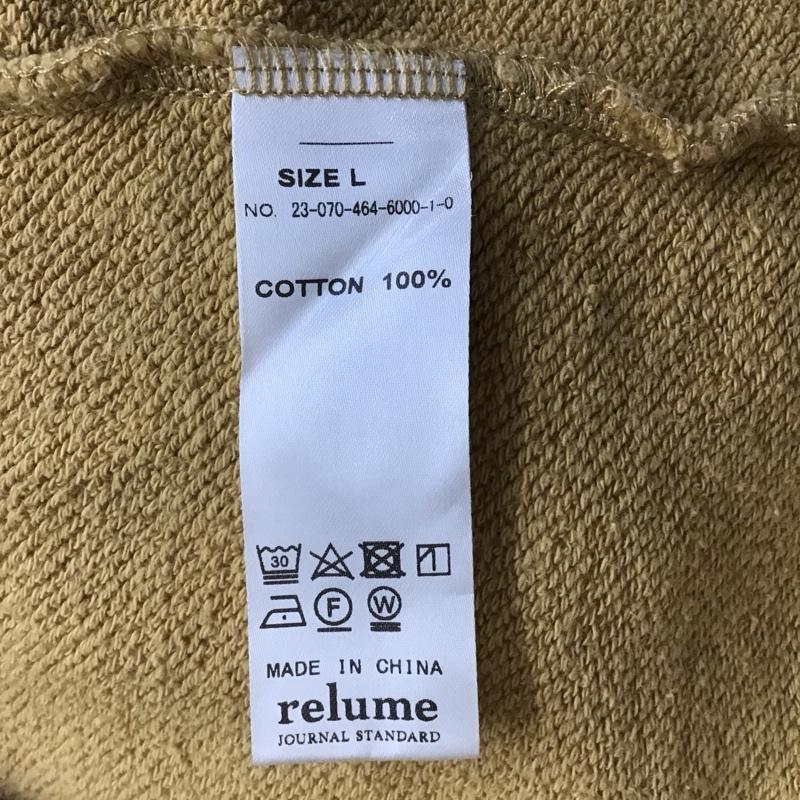 SIZE L
NO. 23-070-464-6000-1-0
COTTON 100%
30
F W
MADE IN CHINA
relume
JOURNAL STANDARD